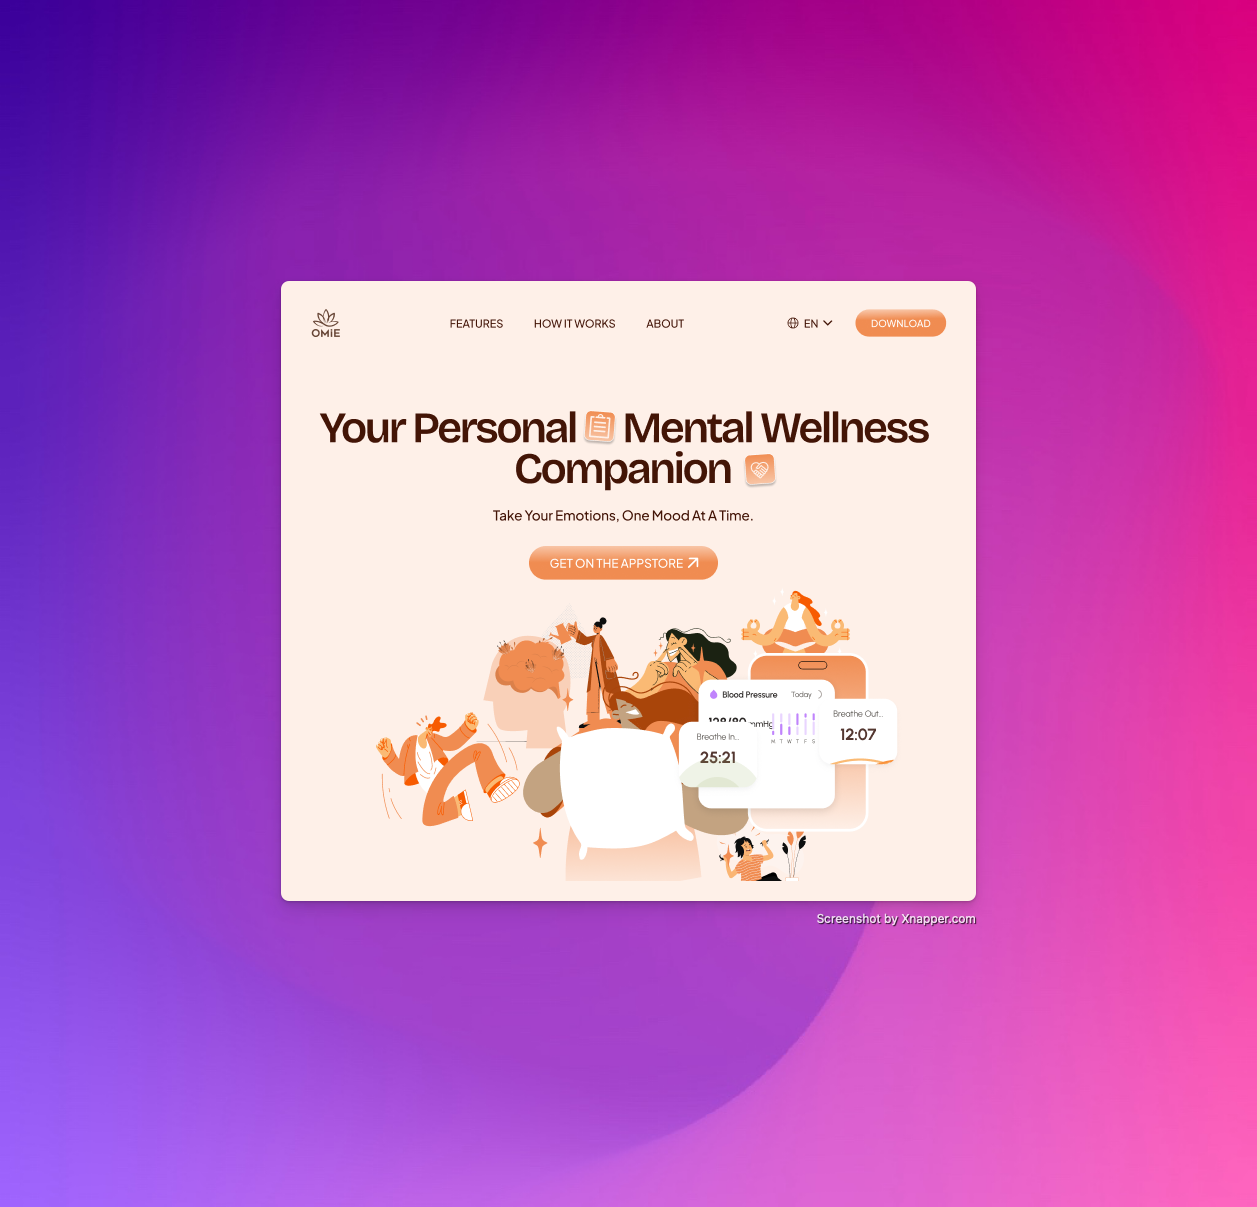 OMiE
FEATURES
HOW IT WORKS
ABOUT
EN
DOWNLOAD
Your Personal Mental Wellness
Companion
Take Your Emotions, One Mood At A Time.
GET ON THE APPSTORE
Blood Pressure
Today
128/80 mmHg
M T W T F S
Breathe Out...
12:07
Breathe In...
25:21
Screenshot by Xnapper.com